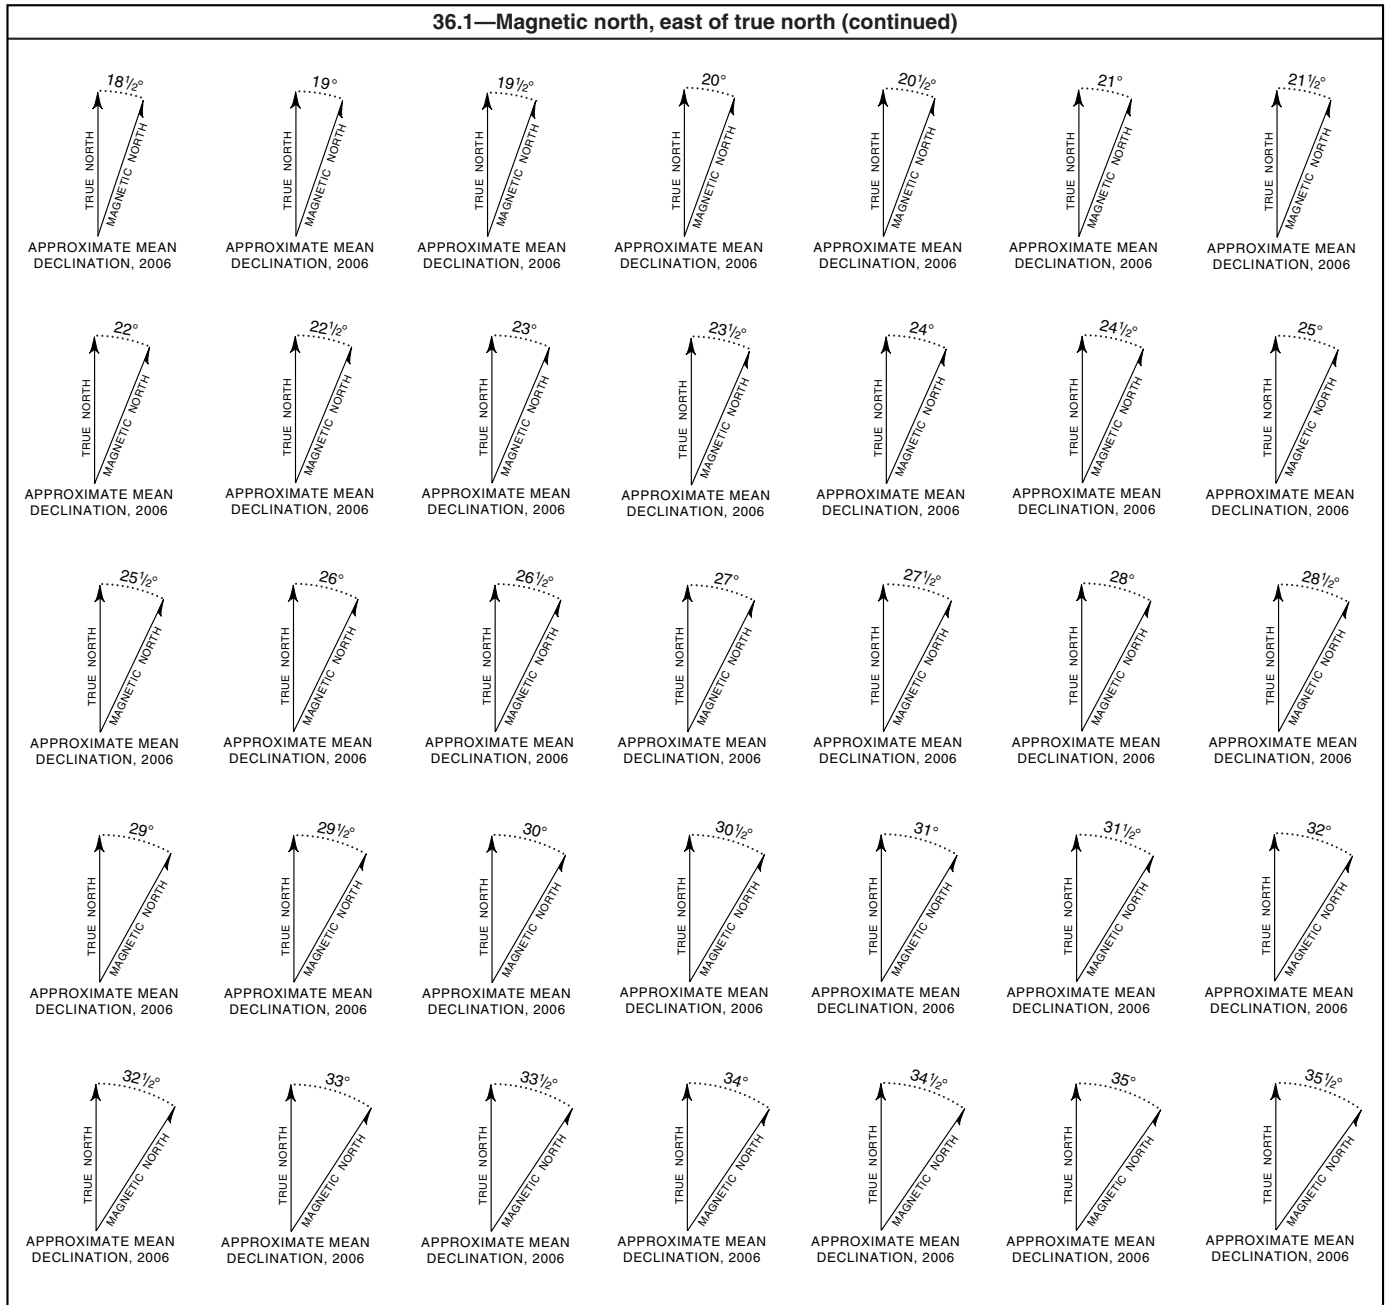 36.1—Magnetic north, east of true north (continued)
18½° 19° 19½° 20° 20½° 21° 21½°
TRUE NORTH MAGNETIC NORTH TRUE NORTH MAGNETIC NORTH TRUE NORTH MAGNETIC NORTH TRUE NORTH MAGNETIC NORTH TRUE NORTH MAGNETIC NORTH TRUE NORTH MAGNETIC NORTH TRUE NORTH MAGNETIC NORTH
APPROXIMATE MEAN APPROXIMATE MEAN APPROXIMATE MEAN APPROXIMATE MEAN APPROXIMATE MEAN APPROXIMATE MEAN APPROXIMATE MEAN
DECLINATION, 2006 DECLINATION, 2006 DECLINATION, 2006 DECLINATION, 2006 DECLINATION, 2006 DECLINATION, 2006 DECLINATION, 2006
22° 22½° 23° 23½° 24° 24½° 25°
TRUE NORTH MAGNETIC NORTH TRUE NORTH MAGNETIC NORTH TRUE NORTH MAGNETIC NORTH TRUE NORTH MAGNETIC NORTH TRUE NORTH MAGNETIC NORTH TRUE NORTH MAGNETIC NORTH TRUE NORTH MAGNETIC NORTH
APPROXIMATE MEAN APPROXIMATE MEAN APPROXIMATE MEAN APPROXIMATE MEAN APPROXIMATE MEAN APPROXIMATE MEAN APPROXIMATE MEAN
DECLINATION, 2006 DECLINATION, 2006 DECLINATION, 2006 DECLINATION, 2006 DECLINATION, 2006 DECLINATION, 2006 DECLINATION, 2006
25½° 26° 26½° 27° 27½° 28° 28½°
TRUE NORTH MAGNETIC NORTH TRUE NORTH MAGNETIC NORTH TRUE NORTH MAGNETIC NORTH TRUE NORTH MAGNETIC NORTH TRUE NORTH MAGNETIC NORTH TRUE NORTH MAGNETIC NORTH TRUE NORTH MAGNETIC NORTH
APPROXIMATE MEAN APPROXIMATE MEAN APPROXIMATE MEAN APPROXIMATE MEAN APPROXIMATE MEAN APPROXIMATE MEAN APPROXIMATE MEAN
DECLINATION, 2006 DECLINATION, 2006 DECLINATION, 2006 DECLINATION, 2006 DECLINATION, 2006 DECLINATION, 2006 DECLINATION, 2006
29° 29½° 30° 30½° 31° 31½° 32°
TRUE NORTH MAGNETIC NORTH TRUE NORTH MAGNETIC NORTH TRUE NORTH MAGNETIC NORTH TRUE NORTH MAGNETIC NORTH TRUE NORTH MAGNETIC NORTH TRUE NORTH MAGNETIC NORTH TRUE NORTH MAGNETIC NORTH
APPROXIMATE MEAN APPROXIMATE MEAN APPROXIMATE MEAN APPROXIMATE MEAN APPROXIMATE MEAN APPROXIMATE MEAN APPROXIMATE MEAN
DECLINATION, 2006 DECLINATION, 2006 DECLINATION, 2006 DECLINATION, 2006 DECLINATION, 2006 DECLINATION, 2006 DECLINATION, 2006
32½° 33° 33½° 34° 34½° 35° 35½°
TRUE NORTH MAGNETIC NORTH TRUE NORTH MAGNETIC NORTH TRUE NORTH MAGNETIC NORTH TRUE NORTH MAGNETIC NORTH TRUE NORTH MAGNETIC NORTH TRUE NORTH MAGNETIC NORTH TRUE NORTH MAGNETIC NORTH
APPROXIMATE MEAN APPROXIMATE MEAN APPROXIMATE MEAN APPROXIMATE MEAN APPROXIMATE MEAN APPROXIMATE MEAN APPROXIMATE MEAN
DECLINATION, 2006 DECLINATION, 2006 DECLINATION, 2006 DECLINATION, 2006 DECLINATION, 2006 DECLINATION, 2006 DECLINATION, 2006